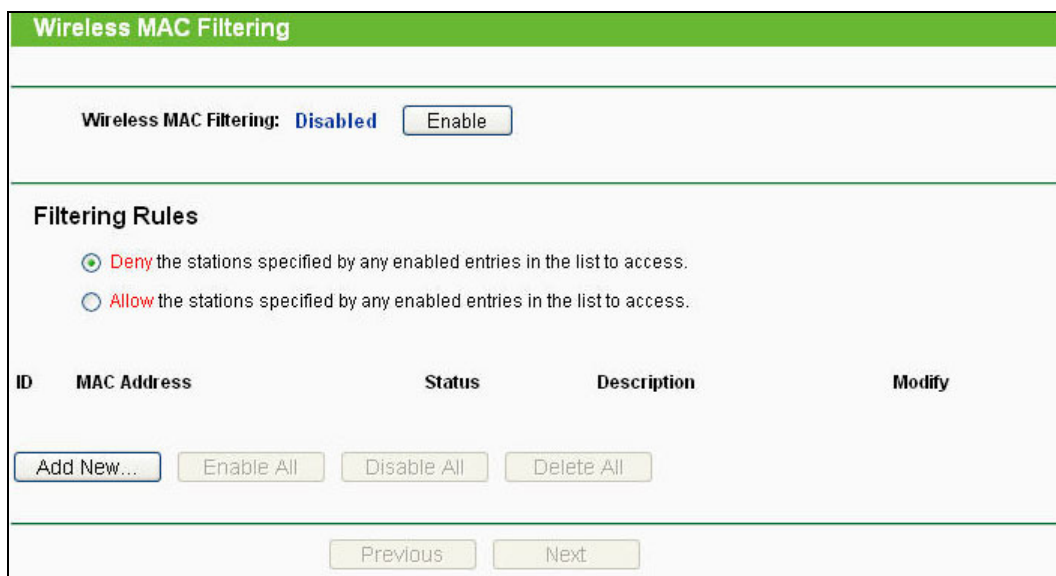 Wireless MAC Filtering
Wireless MAC Filtering: Disabled Enable
Filtering Rules
Deny the stations specified by any enabled entries in the list to access.
Allow the stations specified by any enabled entries in the list to access.
ID MAC Address Status Description Modify
Add New... Enable All Disable All Delete All
Previous Next